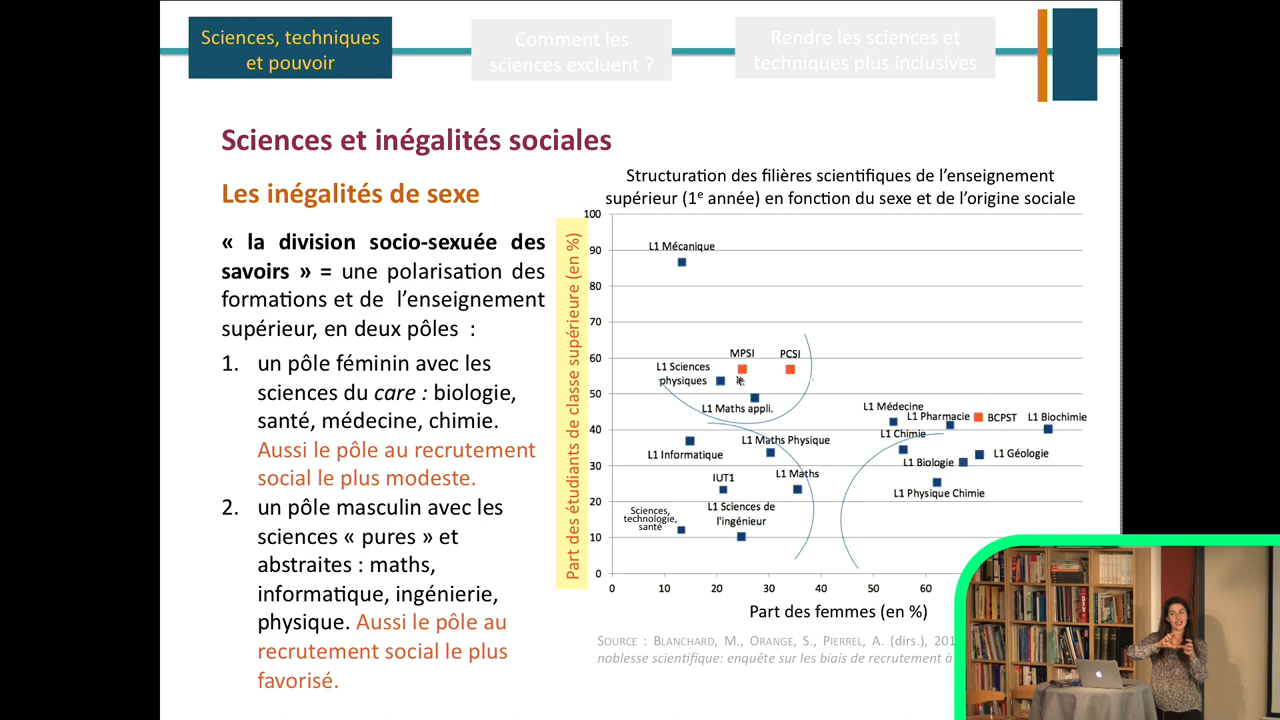 Sciences, techniques
et pouvoir
Comment les
sciences excluent ?
Rendre les sciences et
techniques plus inclusives
Sciences et inégalités sociales
Les inégalités de sexe
« la division socio-sexuée des
savoirs » = une polarisation des
formations et de l’enseignement
supérieur, en deux pôles :
1. un pôle féminin avec les
sciences du care : biologie,
santé, médecine, chimie.
Aussi le pôle au recrutement
social le plus modeste.
2. un pôle masculin avec les
sciences « pures » et
abstraites : maths,
informatique, ingénierie,
physique. Aussi le pôle au
recrutement social le plus
favorisé.
Structuration des filières scientifiques de l’enseignement
supérieur (1e année) en fonction du sexe et de l’origine sociale
Part des étudiants de classe supérieure (en %)
100
90
80
70
60
50
40
30
20
10
0
L1 Mécanique
MPSI
PCSI
L1 Sciences
physiques
L1 Maths appli.
L1 Médecine
L1 Pharmacie
BCPST
L1 Biochimie
L1 Informatique
L1 Maths Physique
L1 Chimie
L1 Géologie
L1 Biologie
IUT1
L1 Maths
L1 Physique Chimie
Sciences,
technologie,
santé
L1 Sciences de
l'ingénieur
0 10 20 30 40 50 60
Part des femmes (en %)
SOURCE : BLANCHARD, M., ORANGE, S., PIERREL, A. (dirs.), 201
noblesse scientifique: enquête sur les biais de recrutement à